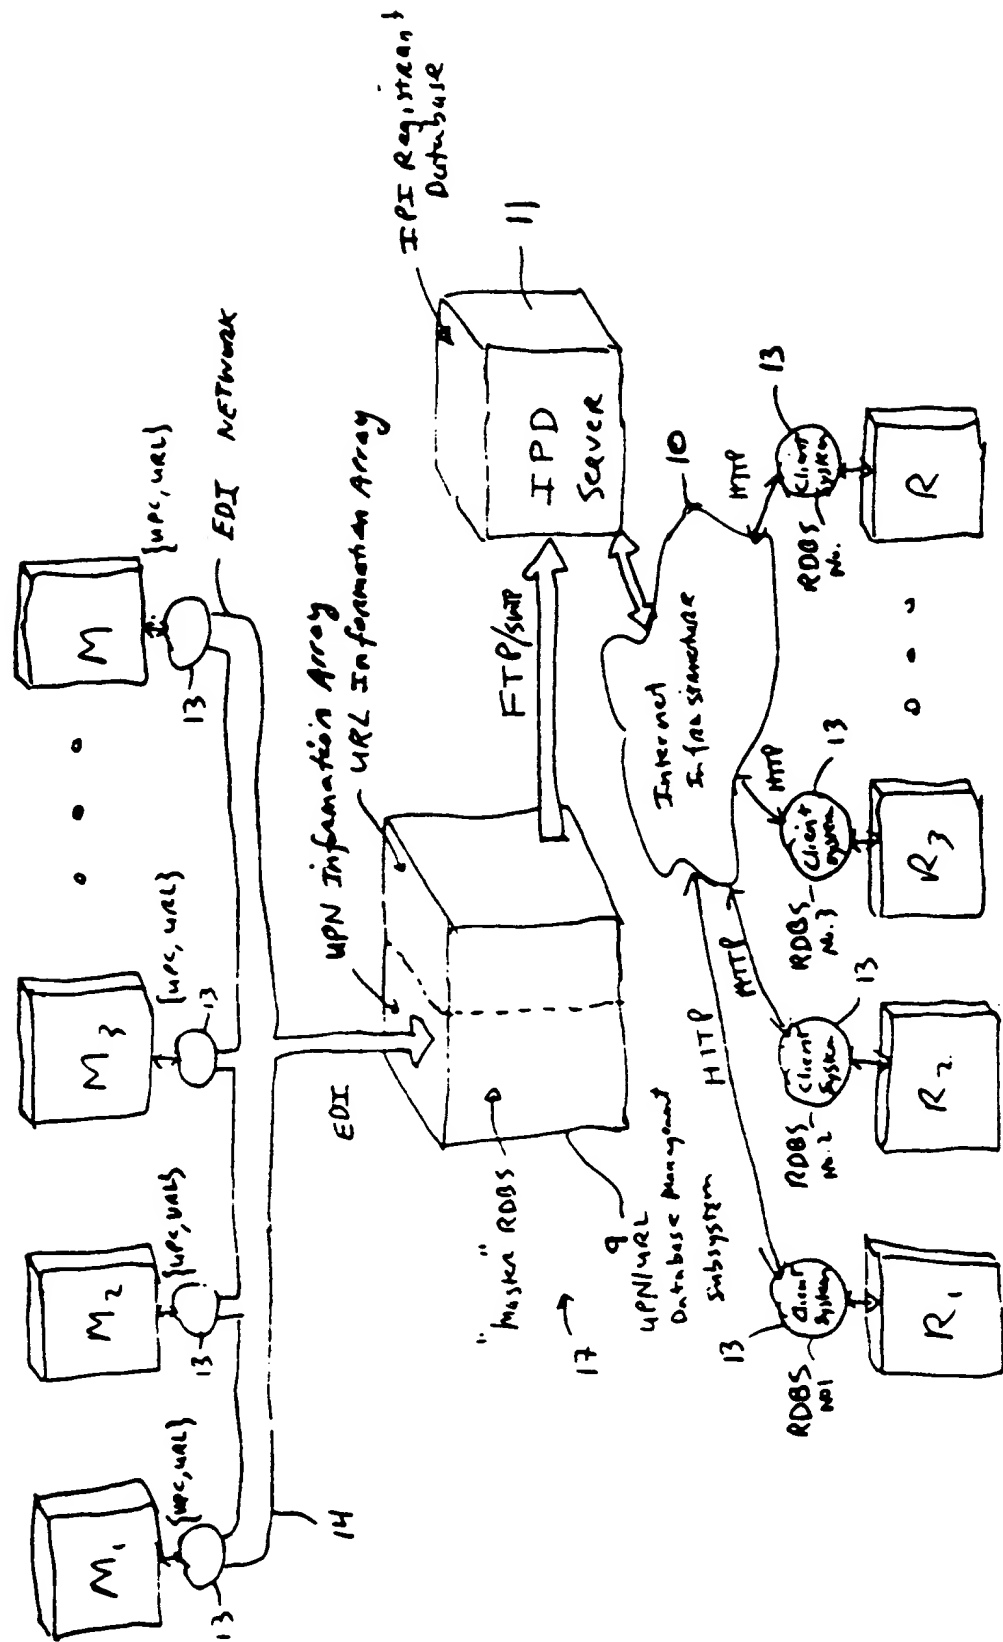 M1
M2
M3
M
{UPC, URL}
{UPC, URL}
{UPC, URL}
{UPC, URL}
13
13
13
13
14
EDI NETWORK
EDI
UPN Information Array
URL Information Array
IPI Registrant
Database
"Master" RDBS
17
9
UPN/URL
Database Management
Subsystem
FTP/SMTP
IPD
Server
11
10
Internet
Infrastructure
HTTP
HTTP
HTTP
HTTP
13
Client
System
RDBS
No1
R1
13
Client
System
RDBS
No.2
R2
13
Client
System
RDBS
No.3
R3
13
Client
System
RDBS
No.
R